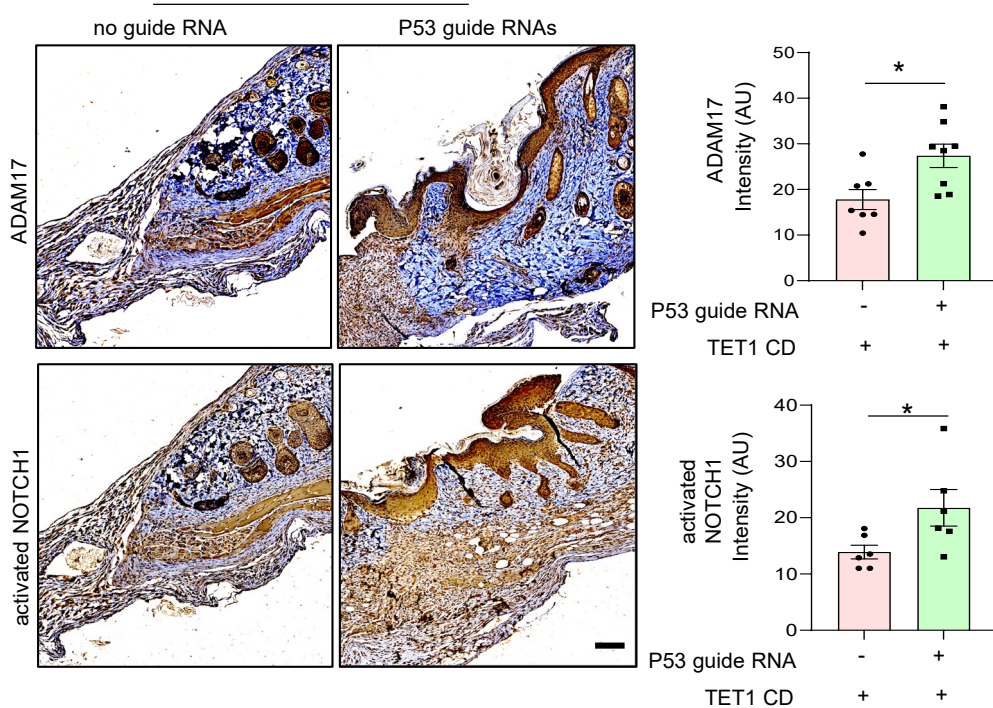 no guide RNA P53 guide RNAs
ADAM17
activated NOTCH1
ADAM17
Intensity (AU)
50
40
30
20
10
0
*
P53 guide RNA - +
TET1 CD + +
activated
NOTCH1
Intensity (AU)
40
30
20
10
0
*
P53 guide RNA - +
TET1 CD + +